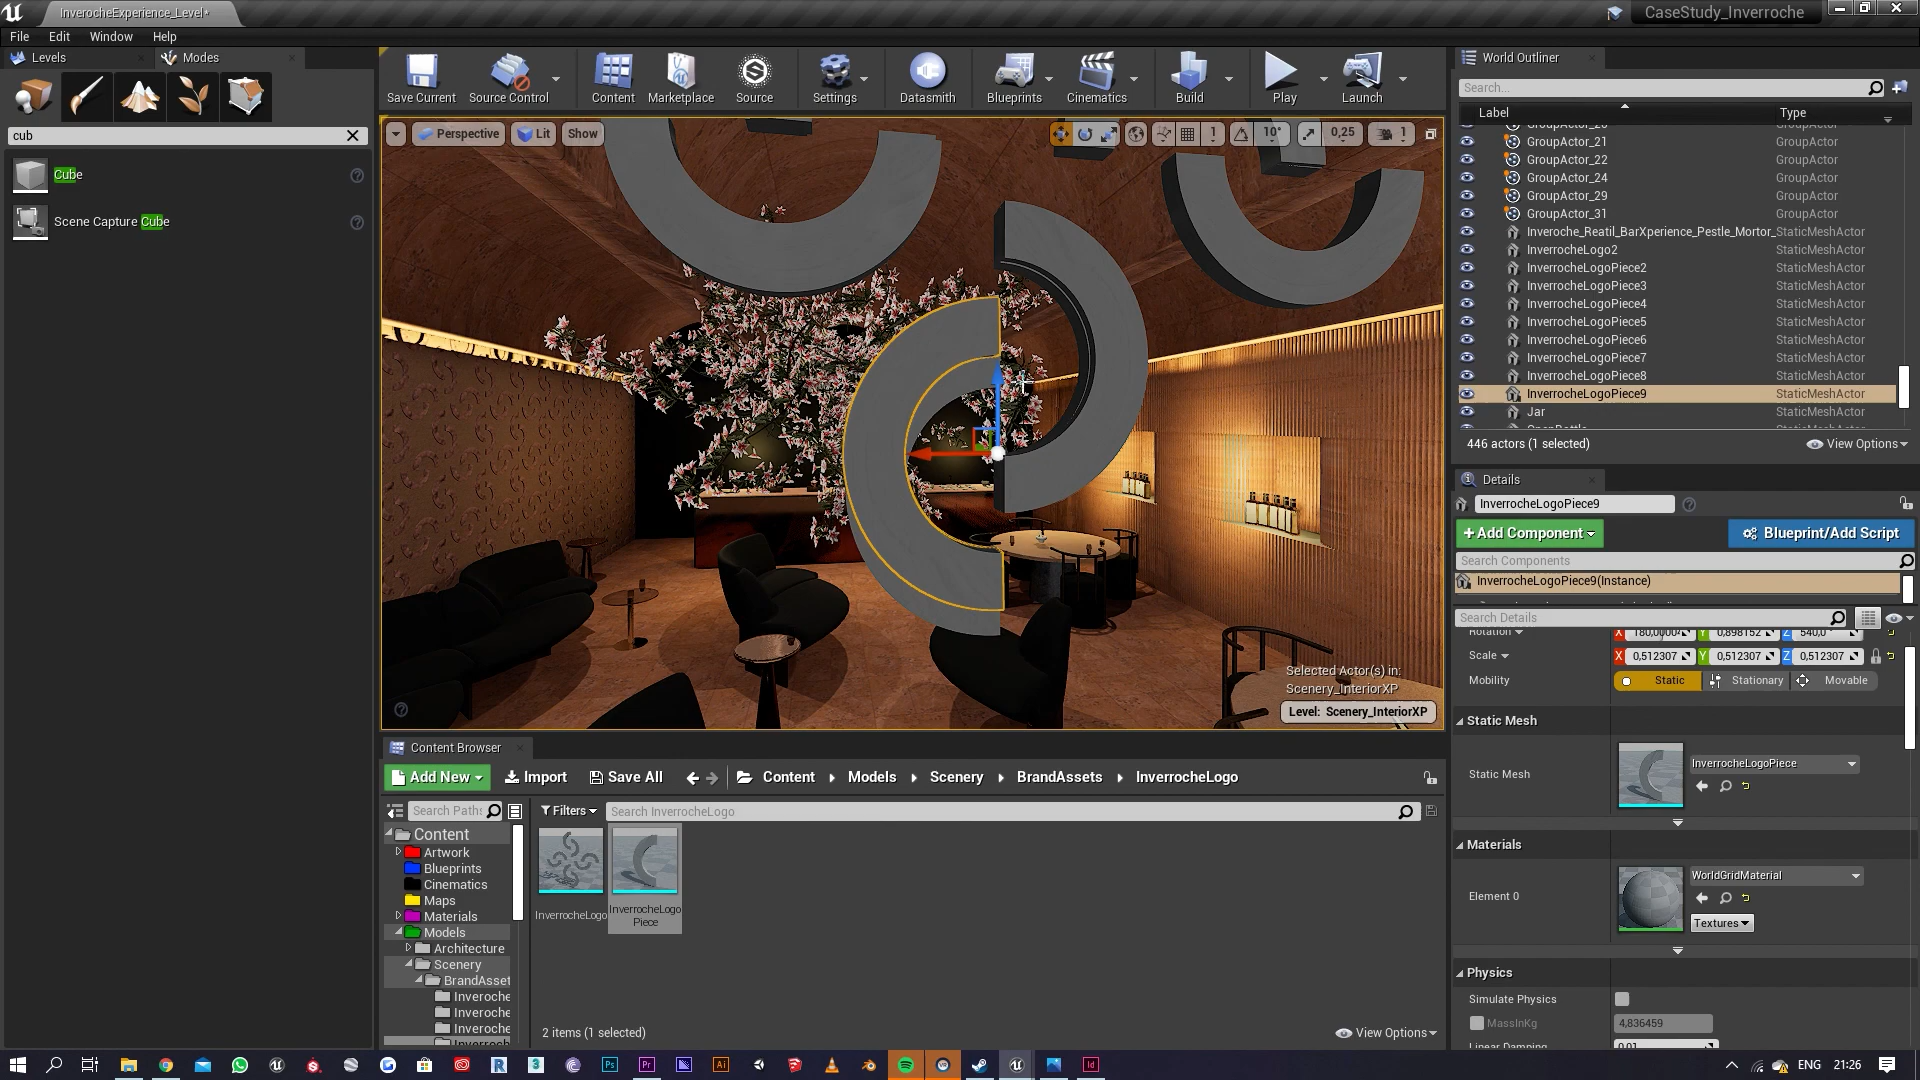 InverocheExperience_Level*
CaseStudy_Inverroche
File Edit Window Help
Levels
Modes
cub
Cube
Scene Capture Cube
Save Current
Source Control
Content
Marketplace
Source
Settings
Datasmith
Blueprints
Cinematics
Build
Play
Launch
Perspective
Lit
Show
1
10°
0,25
1
Selected Actor(s) in:
Scenery_InteriorXP
Level: Scenery_InteriorXP
World Outliner
Search...
Label Type
GroupActor_21 GroupActor
GroupActor_22 GroupActor
GroupActor_24 GroupActor
GroupActor_29 GroupActor
GroupActor_31 GroupActor
Inveroche_Reatil_BarXperience_Pestle_Mortor_ StaticMeshActor
InverrocheLogo2 StaticMeshActor
InverrocheLogoPiece2 StaticMeshActor
InverrocheLogoPiece3 StaticMeshActor
InverrocheLogoPiece4 StaticMeshActor
InverrocheLogoPiece5 StaticMeshActor
InverrocheLogoPiece6 StaticMeshActor
InverrocheLogoPiece7 StaticMeshActor
InverrocheLogoPiece8 StaticMeshActor
InverrocheLogoPiece9 StaticMeshActor
Jar StaticMeshActor
446 actors (1 selected)
View Options
Details
InverrocheLogoPiece9
+Add Component
Blueprint/Add Script
Search Components
InverrocheLogoPiece9(Instance)
Search Details
Rotation X 180,0000 Y 0,898152 Z 540,0
Scale X 0,512307 Y 0,512307 Z 0,512307
Mobility Static Stationary Movable
Static Mesh
Static Mesh InverrocheLogoPiece
Materials
Element 0 WorldGridMaterial
Textures
Physics
Simulate Physics
MassInKg 4,836459
Linear Damping 0,01
Content Browser
Add New
Import
Save All
Content Models Scenery BrandAssets InverrocheLogo
Search Paths
Filters
Search InverrocheLogo
Content
Artwork
Blueprints
Cinematics
Maps
Materials
Models
Architecture
Scenery
BrandAsset
Inveroche
Inveroche
Inveroche
InverrocheLogo
InverrocheLogo
Piece
2 items (1 selected)
View Options
ENG 21:26